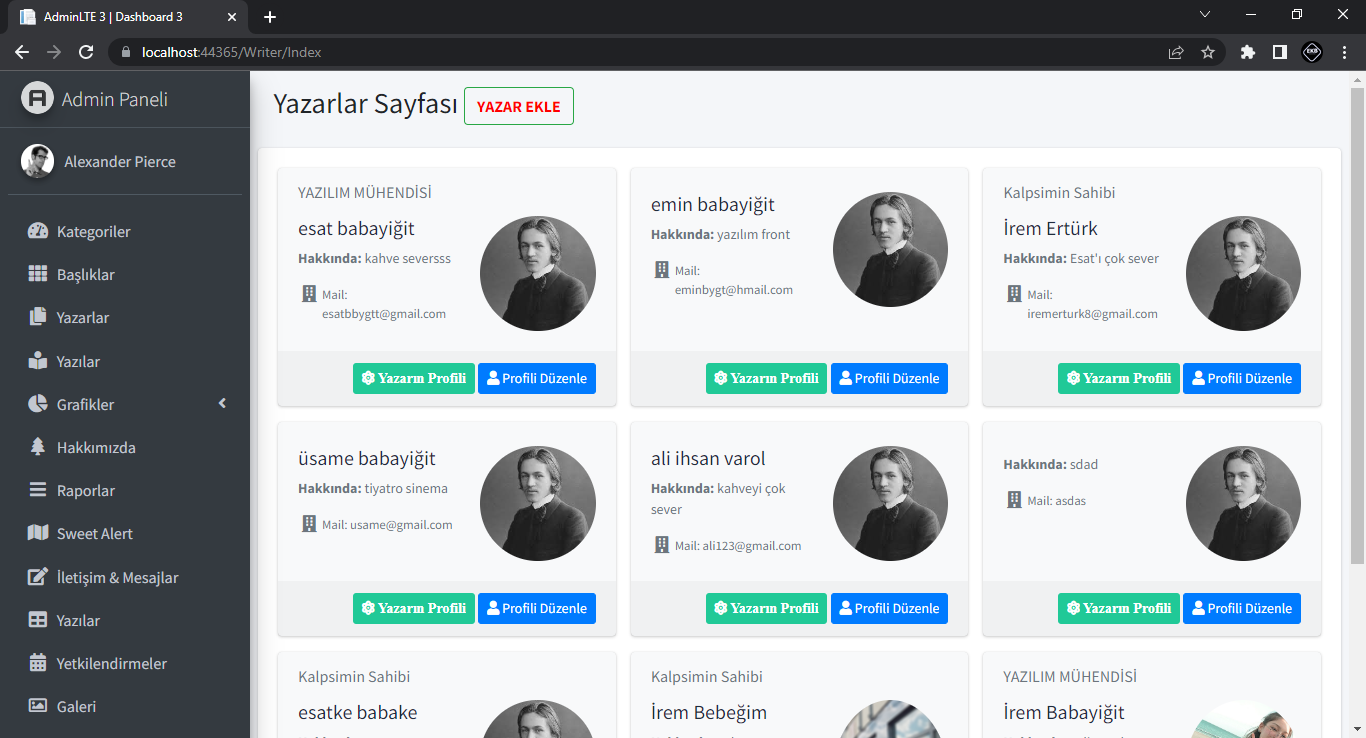 AdminLTE 3 | Dashboard 3
localhost:44365/Writer/Index
EKB
Admin Paneli
Alexander Pierce
Kategoriler
Başlıklar
Yazarlar
Yazılar
Grafikler
Hakkımızda
Raporlar
Sweet Alert
İletişim & Mesajlar
Yazılar
Yetkilendirmeler
Galeri
Yazarlar Sayfası YAZAR EKLE
YAZILIM MÜHENDİSİ
esat babayiğit
Hakkında: kahve seversss
Mail:
esatbbygtt@gmail.com
Yazarın Profili Profili Düzenle
emin babayiğit
Hakkında: yazılım front
Mail:
eminbygt@hmail.com
Yazarın Profili Profili Düzenle
Kalpsimin Sahibi
İrem Ertürk
Hakkında: Esat'ı çok sever
Mail:
iremerturk8@gmail.com
Yazarın Profili Profili Düzenle
üsame babayiğit
Hakkında: tiyatro sinema
Mail: usame@gmail.com
Yazarın Profili Profili Düzenle
ali ihsan varol
Hakkında: kahveyi çok
sever
Mail: ali123@gmail.com
Yazarın Profili Profili Düzenle
Hakkında: sdad
Mail: asdas
Yazarın Profili Profili Düzenle
Kalpsimin Sahibi
esatke babake
Kalpsimin Sahibi
İrem Bebeğim
YAZILIM MÜHENDİSİ
İrem Babayiğit